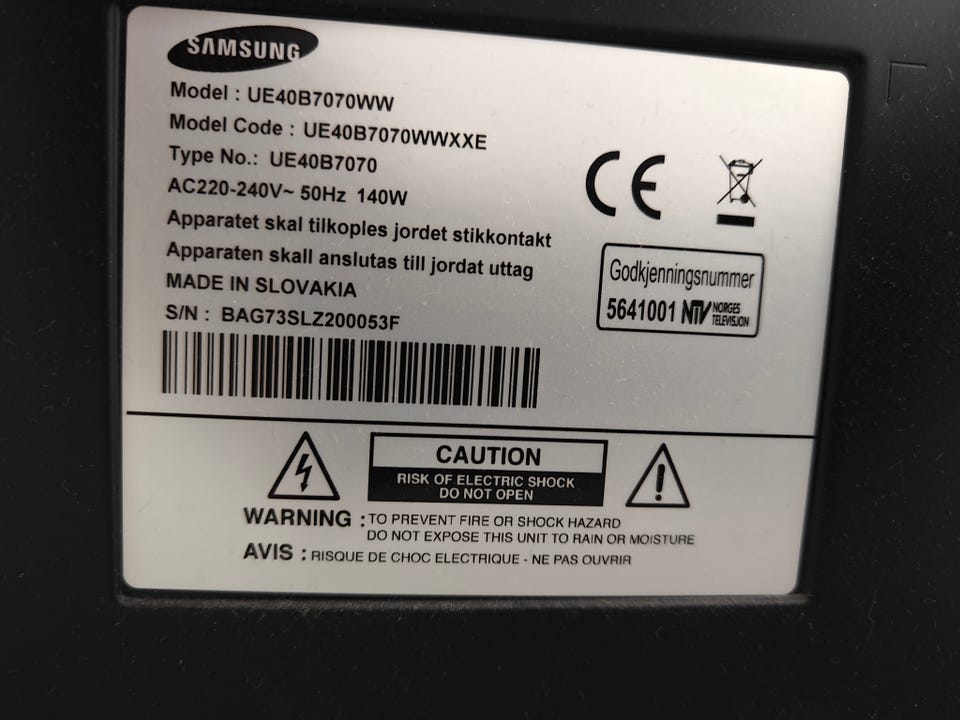 SAMSUNG
Model : UE40B7070WW
Model Code : UE40B7070WWXXE
Type No.: UE40B7070
AC220-240V~ 50Hz 140W
Apparatet skal tilkoples jordet stikkontakt
Apparaten skall anslutas till jordat uttag
MADE IN SLOVAKIA
S/N : BAG73SLZ200053F
CE
Godkjenningsnummer
5641001 NTV NORGES
TELEVISJON
CAUTION
RISK OF ELECTRIC SHOCK
DO NOT OPEN
WARNING : TO PREVENT FIRE OR SHOCK HAZARD
DO NOT EXPOSE THIS UNIT TO RAIN OR MOISTURE
AVIS : RISQUE DE CHOC ELECTRIQUE - NE PAS OUVRIR